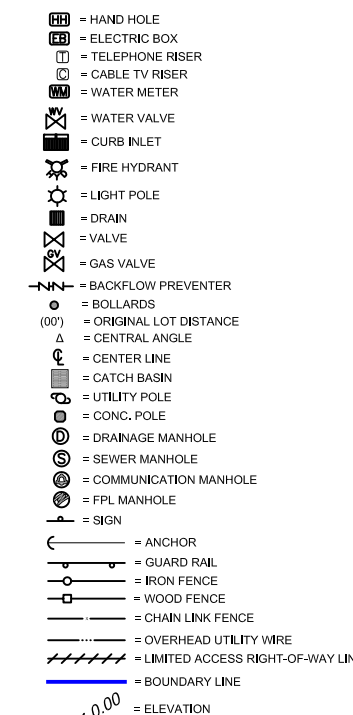 HH = HAND HOLE
EB = ELECTRIC BOX
T = TELEPHONE RISER
C = CABLE TV RISER
WM = WATER METER
WV = WATER VALVE
= CURB INLET
= FIRE HYDRANT
= LIGHT POLE
= DRAIN
= VALVE
GV = GAS VALVE
= BACKFLOW PREVENTER
= BOLLARDS
(00') = ORIGINAL LOT DISTANCE
Δ = CENTRAL ANGLE
℄ = CENTER LINE
= CATCH BASIN
= UTILITY POLE
= CONC. POLE
D = DRAINAGE MANHOLE
S = SEWER MANHOLE
= COMMUNICATION MANHOLE
= FPL MANHOLE
= SIGN
= ANCHOR
= GUARD RAIL
= IRON FENCE
= WOOD FENCE
= CHAIN LINK FENCE
= OVERHEAD UTILITY WIRE
= LIMITED ACCESS RIGHT-OF-WAY
= BOUNDARY LINE
0.00 = ELEVATION